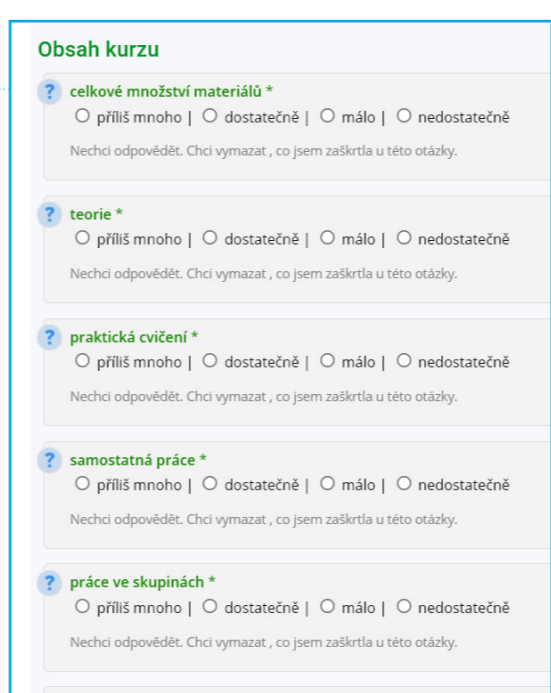 Obsah kurzu
? celkové množství materiálů *
příliš mnoho | dostatečně | málo | nedostatečně
Nechci odpovědět. Chci vymazat , co jsem zaškrtla u této otázky.
? teorie *
příliš mnoho | dostatečně | málo | nedostatečně
Nechci odpovědět. Chci vymazat , co jsem zaškrtla u této otázky.
? praktická cvičení *
příliš mnoho | dostatečně | málo | nedostatečně
Nechci odpovědět. Chci vymazat , co jsem zaškrtla u této otázky.
? samostatná práce *
příliš mnoho | dostatečně | málo | nedostatečně
Nechci odpovědět. Chci vymazat , co jsem zaškrtla u této otázky.
? práce ve skupinách *
příliš mnoho | dostatečně | málo | nedostatečně
Nechci odpovědět. Chci vymazat , co jsem zaškrtla u této otázky.